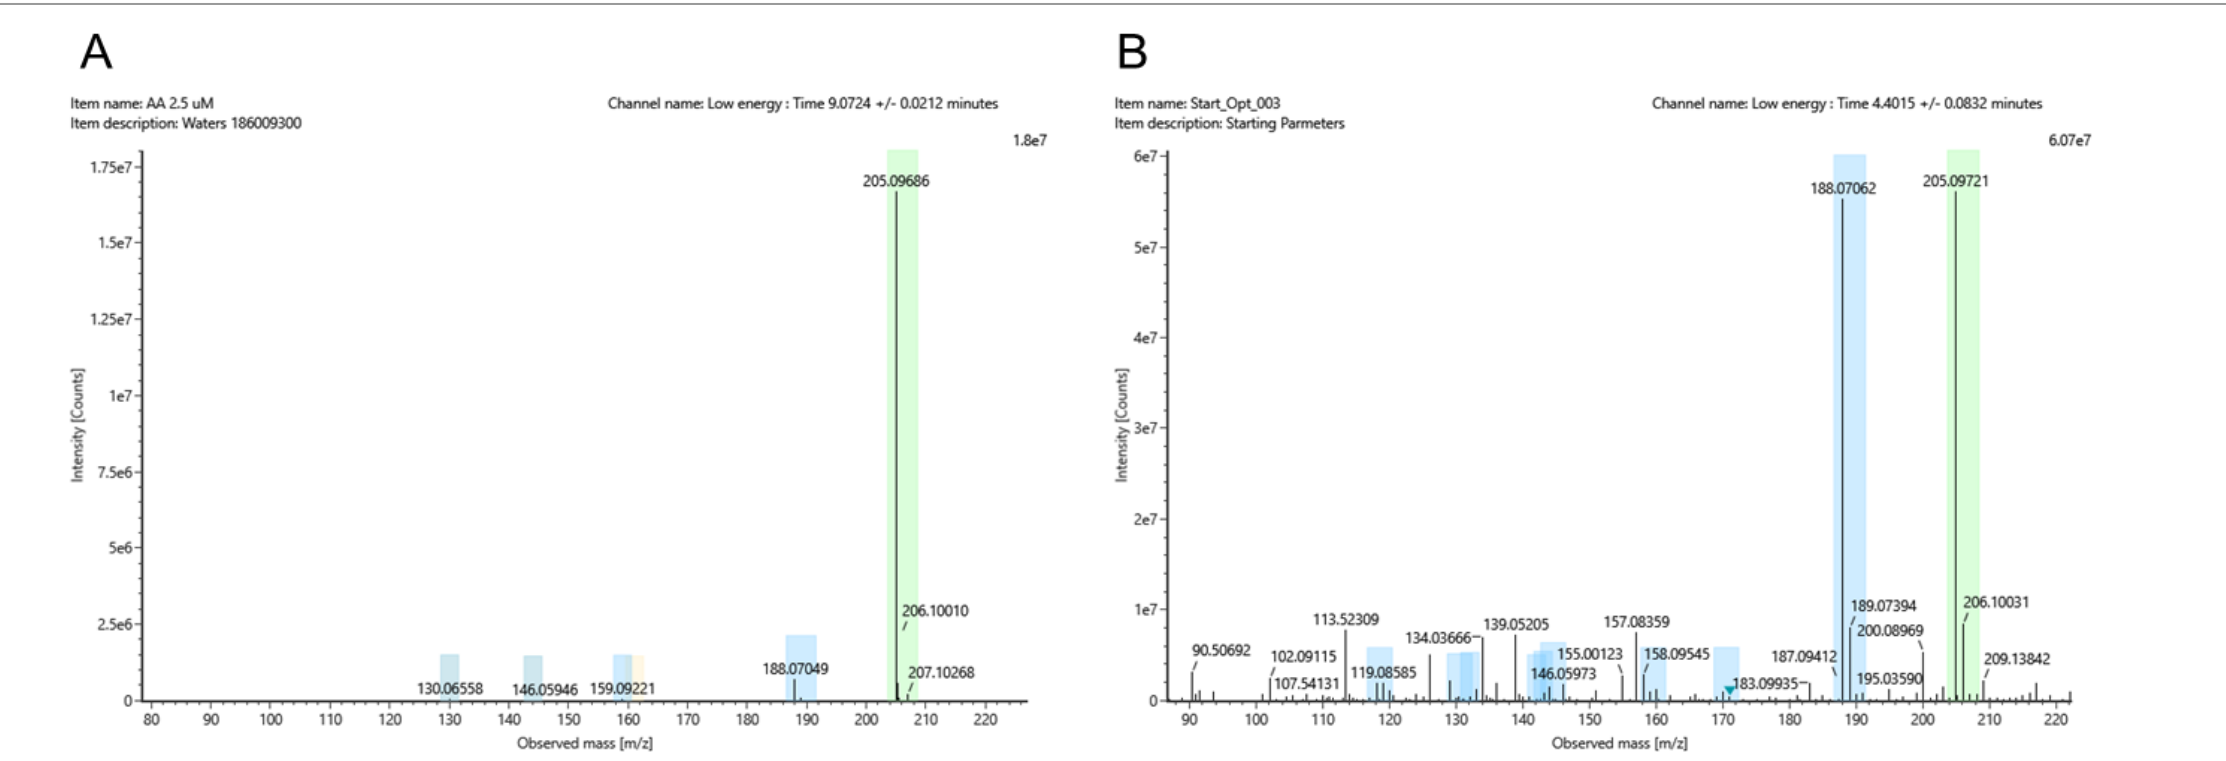 A
Item name: AA 2.5 uM
Channel name: Low energy : Time 9.0724 +/- 0.0212 minutes
Item description: Waters 186009300
1.8e7
1.75e7
1.5e7
1.25e7
1e7
7.5e6
5e6
2.5e6
0
Intensity [Counts]
205.09686
206.10010
207.10268
188.07049
130.06558
146.05946
159.09221
80 90 100 110 120 130 140 150 160 170 180 190 200 210 220
Observed mass [m/z]
B
Item name: Start_Opt_003
Channel name: Low energy : Time 4.4015 +/- 0.0832 minutes
Item description: Starting Parmeters
6.07e7
6e7
5e7
4e7
3e7
2e7
1e7
0
Intensity [Counts]
188.07062
205.09721
189.07394
206.10031
113.52309
139.05205
157.08359
134.03666
200.08969
90.50692
102.09115
155.00123
158.09545
187.09412
209.13842
119.08585
146.05973
107.54131
183.09935
195.03590
90 100 110 120 130 140 150 160 170 180 190 200 210 220
Observed mass [m/z]